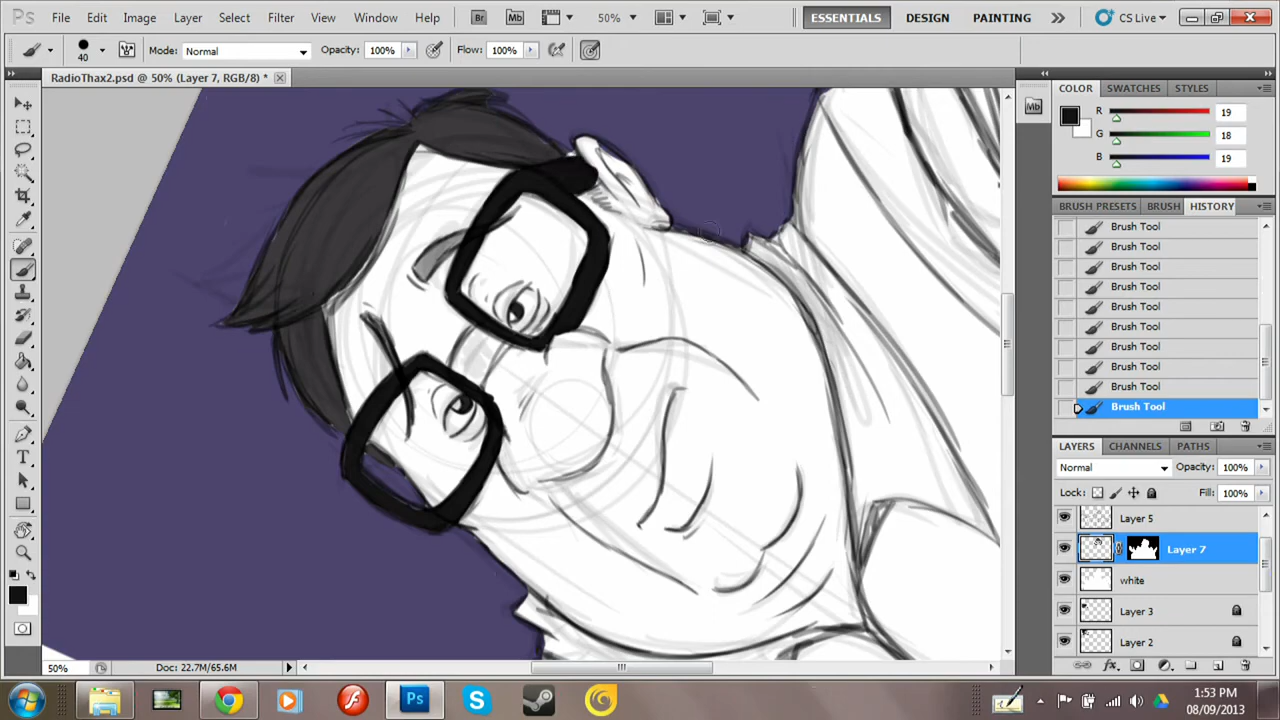 Ps File Edit Image Layer Select Filter View Window Help Br Mb 50% ESSENTIALS DESIGN PAINTING CS Live
40 Mode: Normal Opacity: 100% Flow: 100%
RadioThax2.psd @ 50% (Layer 7, RGB/8) *
COLOR SWATCHES STYLES
Mb
R 19
G 18
B 19
BRUSH PRESETS BRUSH HISTORY
Brush Tool
Brush Tool
Brush Tool
Brush Tool
Brush Tool
Brush Tool
Brush Tool
Brush Tool
Brush Tool
Brush Tool
LAYERS CHANNELS PATHS
Normal Opacity: 100%
Lock: Fill: 100%
Layer 5
Layer 7
white
Layer 3
Layer 2
T
50% Doc: 22.7M/65.6M
Ps S
1:53 PM
08/09/2013